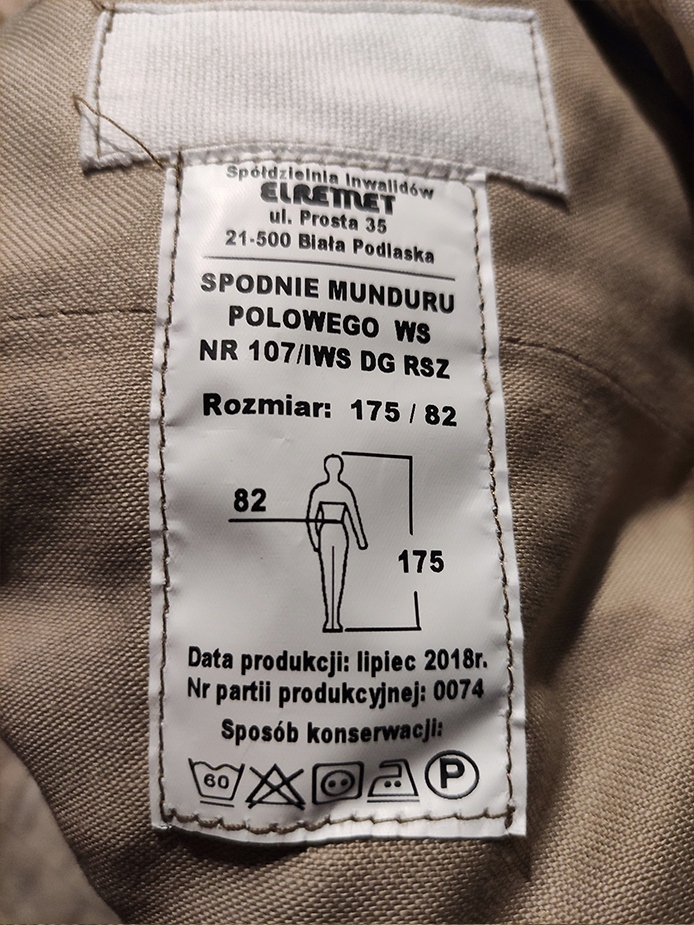 Spółdzielnia Inwalidów
ELREMET
ul. Prosta 35
21-500 Biała Podlaska
SPODNIE MUNDURU
POLOWEGO WS
NR 107/IWS DG RSZ
Rozmiar: 175 / 82
82
175
Data produkcji: lipiec 2018r.
Nr partii produkcyjnej: 0074
Sposób konserwacji:
60 P